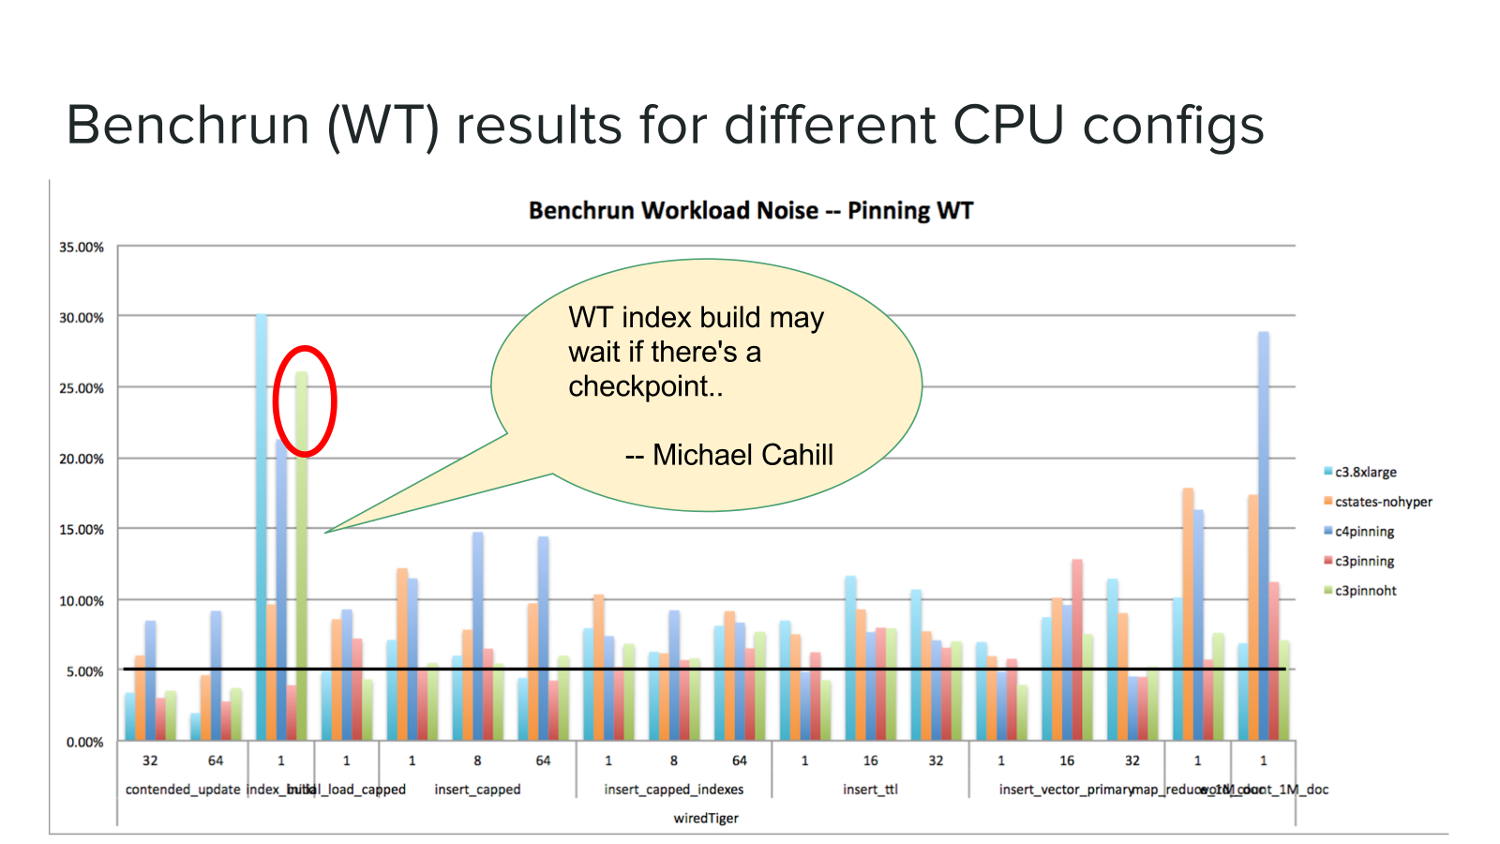 Benchrun (WT) results for different CPU configs
Benchrun Workload Noise -- Pinning WT
35.00%
30.00%
25.00%
20.00%
15.00%
10.00%
5.00%
0.00%
WT index build may
wait if there's a
checkpoint..
-- Michael Cahill
c3.8xlarge
cstates-nohyper
c4pinning
c3pinning
c3pinnoht
32 64 1 1 1 8 64 1 8 64 1 16 32 1 16 32 1 1
contended_update index_build initial_load_capped insert_capped insert_capped_indexes insert_ttl insert_vector_primary map_reduce_1M_doc
wiredTiger